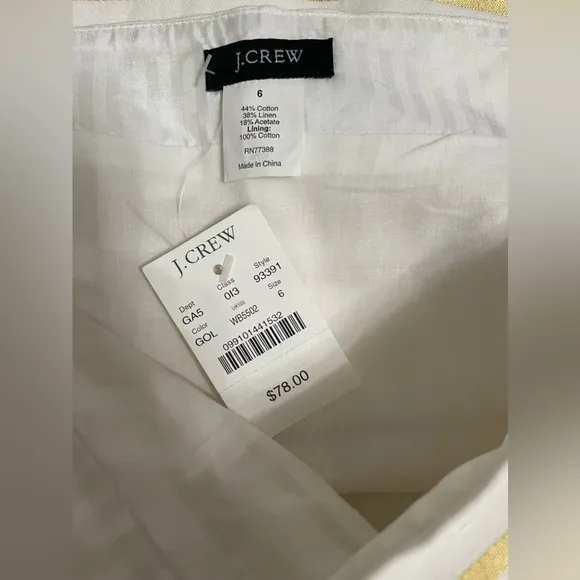 J.CREW
6
44% Cotton
38% Linen
18% Acetate
Lining:
100% Cotton
RN77388
Made in China
J.CREW
Dept Class Style
GA5 0I3 93391
Color Size
GOL WB5502 6
099101441532
$78.00